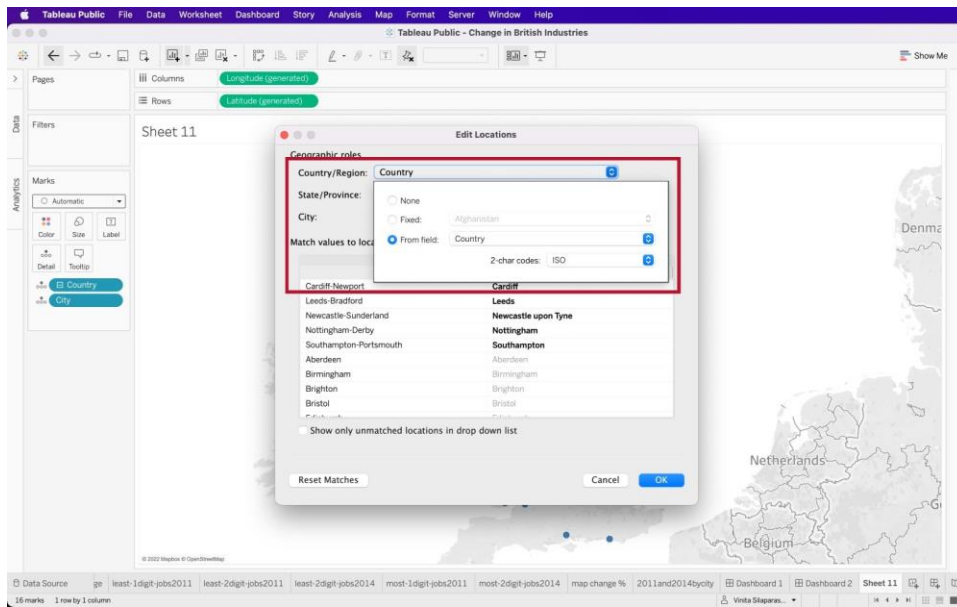 Tableau Public File Data Worksheet Dashboard Story Analysis Map Format Server Window Help
Tableau Public - Change in British Industries
Show Me
Pages
Columns
Longitude (generated)
Rows
Latitude (generated)
Data
Analytics
Filters
Sheet 11
Marks
Automatic
Color Size Label
Detail Tooltip
Country
City
Edit Locations
Geographic roles
Country/Region: Country
State/Province:
City:
None
Fixed: Afghanistan
From field: Country
2-char codes: ISO
Match values to loca
Cardiff-Newport Cardiff
Leeds-Bradford Leeds
Newcastle-Sunderland Newcastle upon Tyne
Nottingham-Derby Nottingham
Southampton-Portsmouth Southampton
Aberdeen Aberdeen
Birmingham Birmingham
Brighton Brighton
Bristol Bristol
Show only unmatched locations in drop down list
Reset Matches Cancel OK
Denma
Netherlands
Belgium
© 2022 Mapbox © OpenStreetMap
Data Source ge least-1digit-jobs2011 least-2digit-jobs2011 least-2digit-jobs2014 most-1digit-jobs2011 most-2digit-jobs2014 map change % 2011and2014bycity Dashboard 1 Dashboard 2 Sheet 11
16 marks 1 row by 1 column Vinita Silaparas...